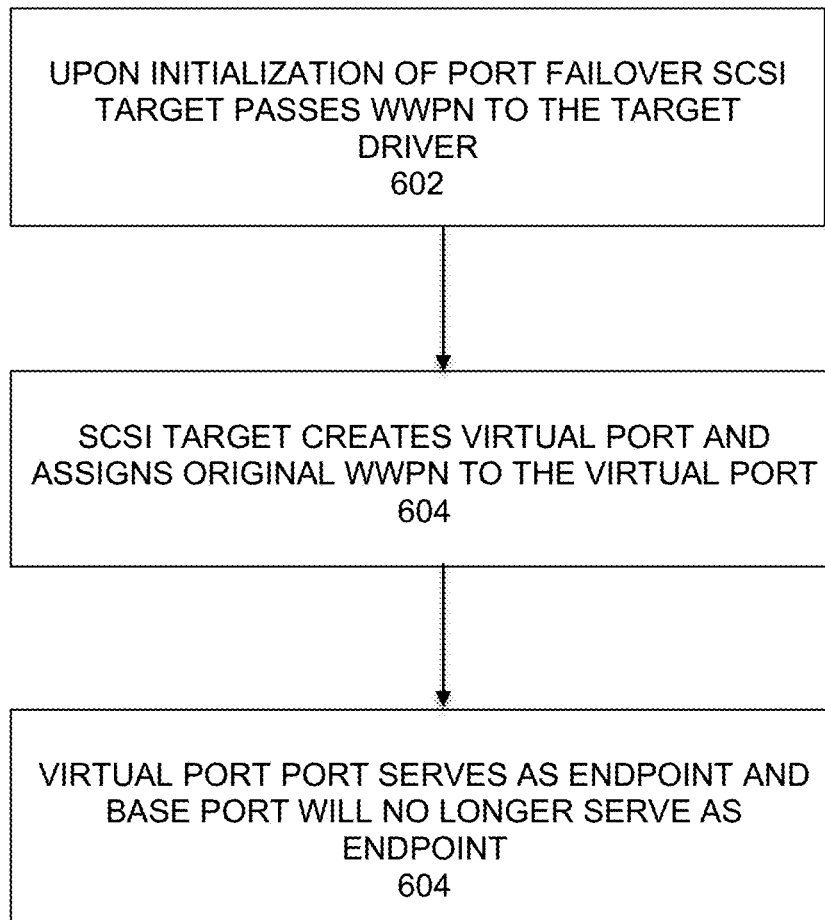 UPON INITIALIZATION OF PORT FAILOVER SCSI
TARGET PASSES WWPN TO THE TARGET
DRIVER
602
SCSI TARGET CREATES VIRTUAL PORT AND
ASSIGNS ORIGINAL WWPN TO THE VIRTUAL PORT
604
VIRTUAL PORT PORT SERVES AS ENDPOINT AND
BASE PORT WILL NO LONGER SERVE AS
ENDPOINT
604